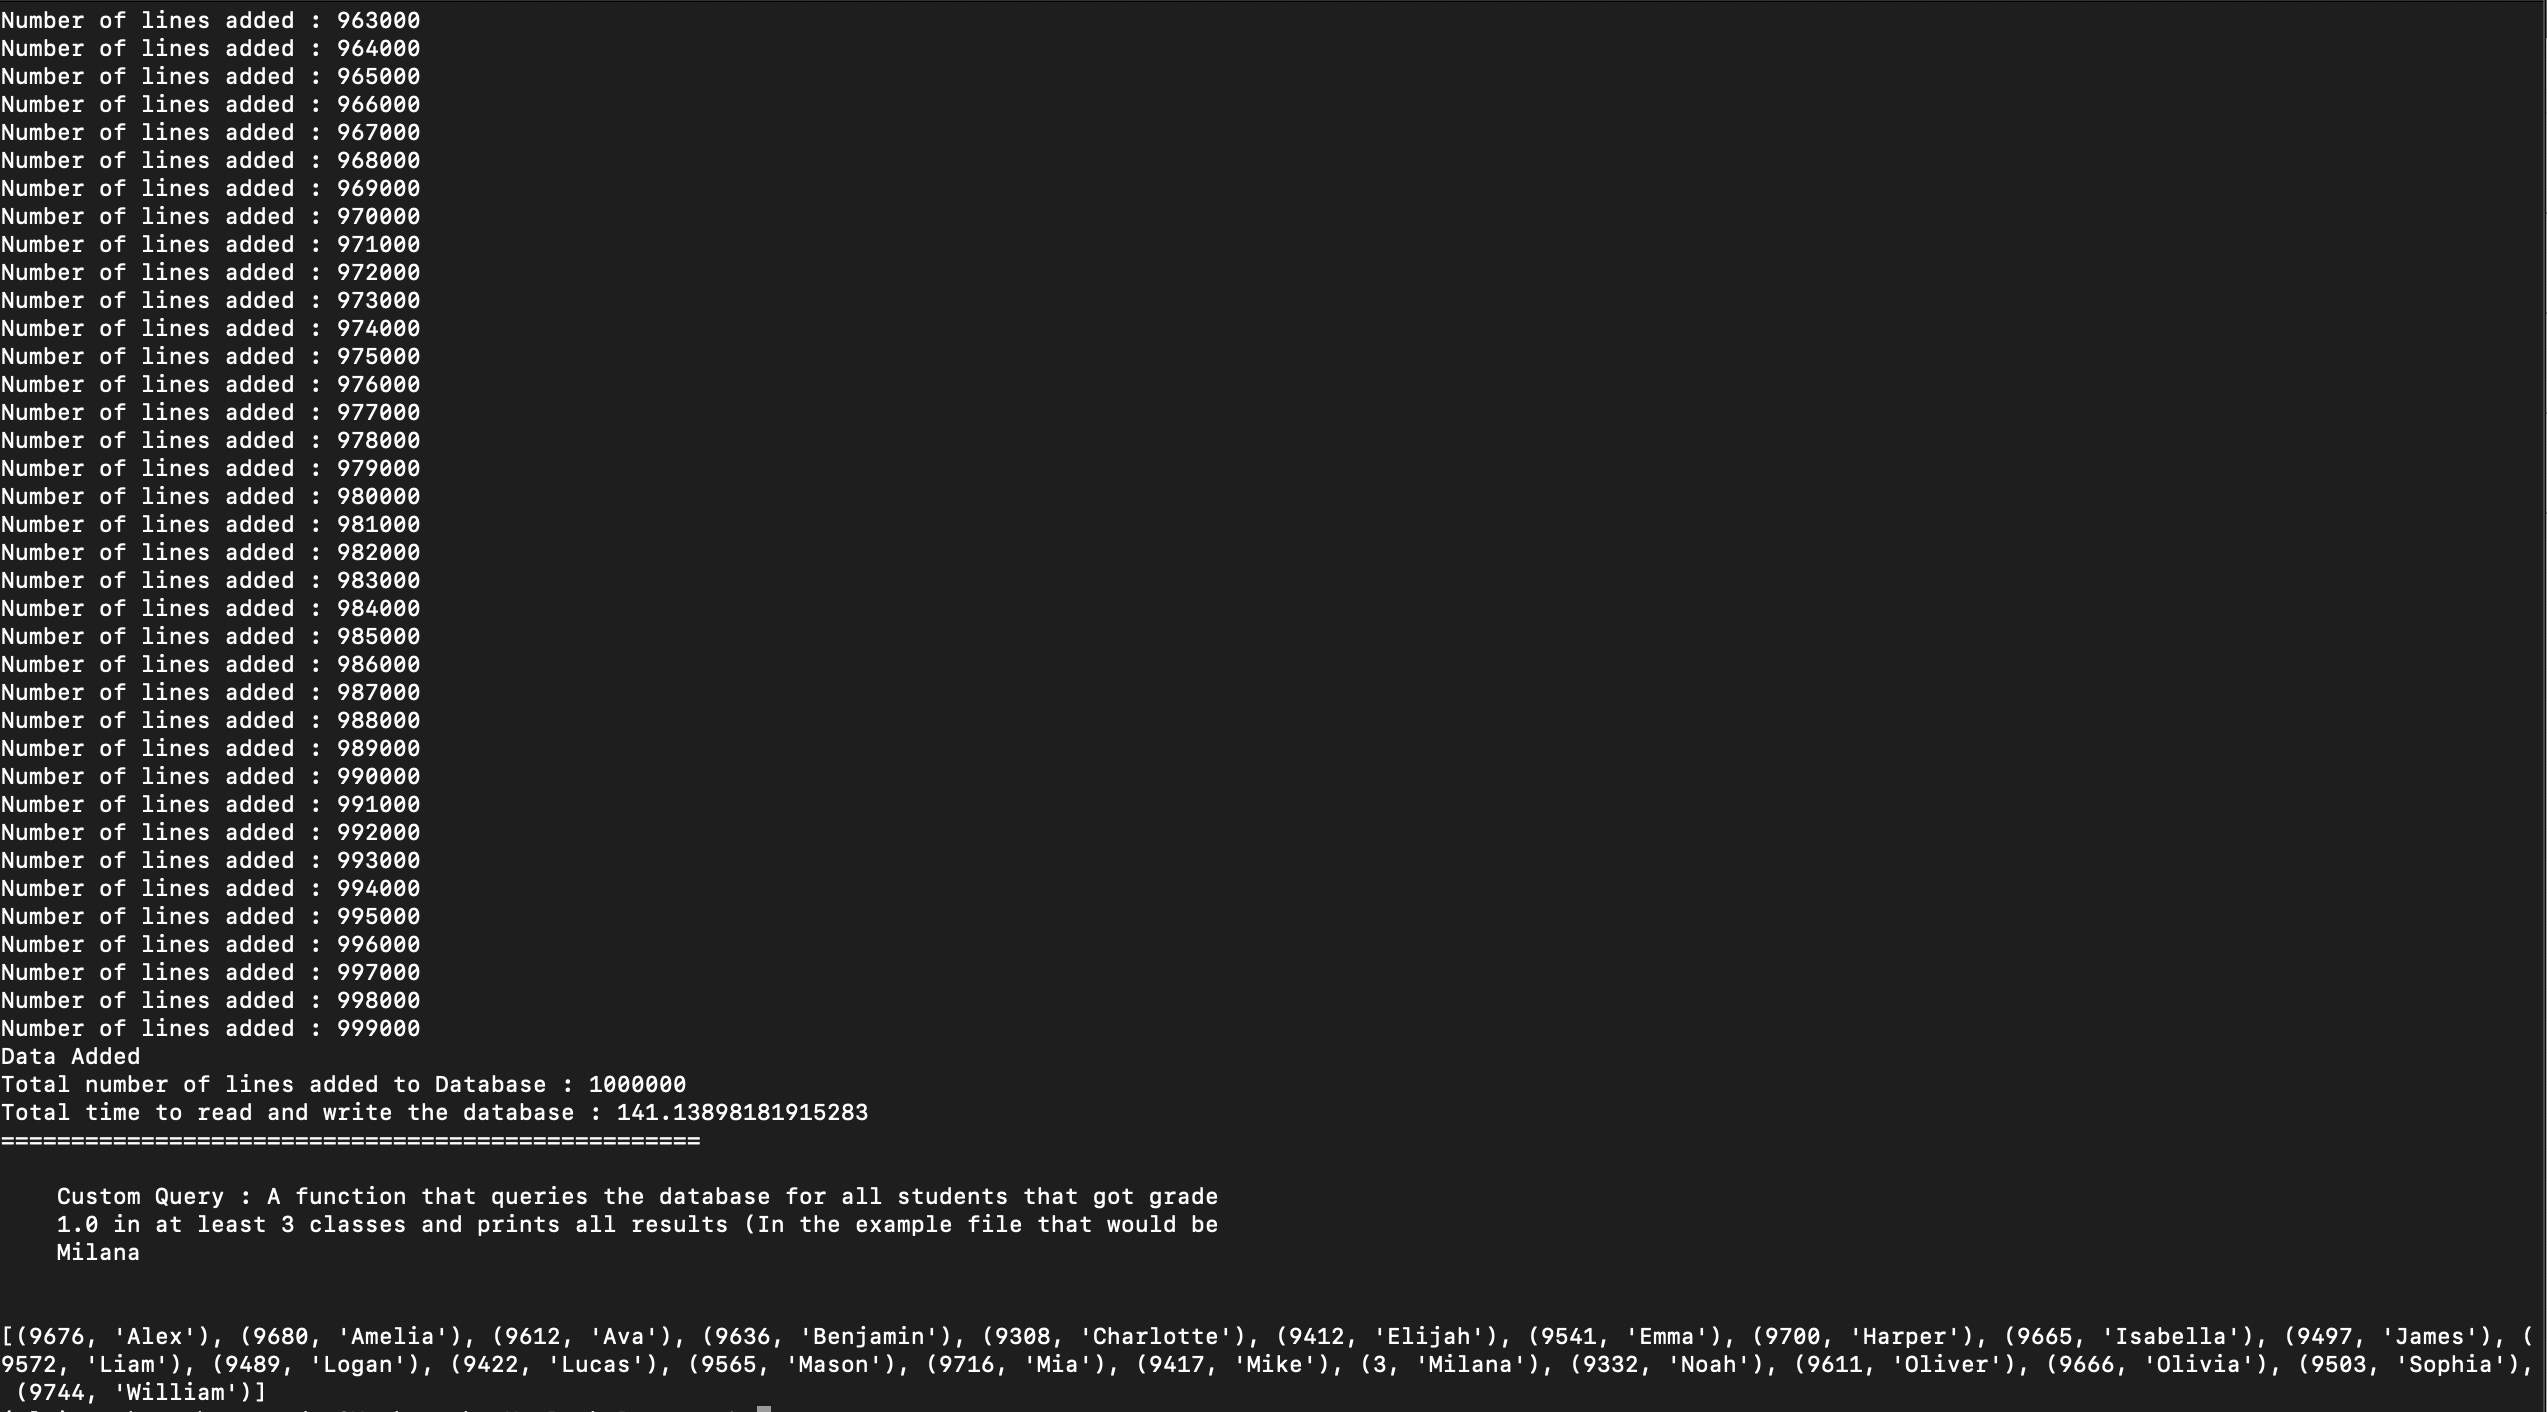 Number of lines added : 963000
Number of lines added : 964000
Number of lines added : 965000
Number of lines added : 966000
Number of lines added : 967000
Number of lines added : 968000
Number of lines added : 969000
Number of lines added : 970000
Number of lines added : 971000
Number of lines added : 972000
Number of lines added : 973000
Number of lines added : 974000
Number of lines added : 975000
Number of lines added : 976000
Number of lines added : 977000
Number of lines added : 978000
Number of lines added : 979000
Number of lines added : 980000
Number of lines added : 981000
Number of lines added : 982000
Number of lines added : 983000
Number of lines added : 984000
Number of lines added : 985000
Number of lines added : 986000
Number of lines added : 987000
Number of lines added : 988000
Number of lines added : 989000
Number of lines added : 990000
Number of lines added : 991000
Number of lines added : 992000
Number of lines added : 993000
Number of lines added : 994000
Number of lines added : 995000
Number of lines added : 996000
Number of lines added : 997000
Number of lines added : 998000
Number of lines added : 999000
Data Added
Total number of lines added to Database : 1000000
Total time to read and write the database : 141.13898181915283
==================================================
    Custom Query : A function that queries the database for all students that got grade
    1.0 in at least 3 classes and prints all results (In the example file that would be
    Milana
[(9676, 'Alex'), (9680, 'Amelia'), (9612, 'Ava'), (9636, 'Benjamin'), (9308, 'Charlotte'), (9412, 'Elijah'), (9541, 'Emma'), (9700, 'Harper'), (9665, 'Isabella'), (9497, 'James'), (
9572, 'Liam'), (9489, 'Logan'), (9422, 'Lucas'), (9565, 'Mason'), (9716, 'Mia'), (9417, 'Mike'), (3, 'Milana'), (9332, 'Noah'), (9611, 'Oliver'), (9666, 'Olivia'), (9503, 'Sophia'),
 (9744, 'William')]